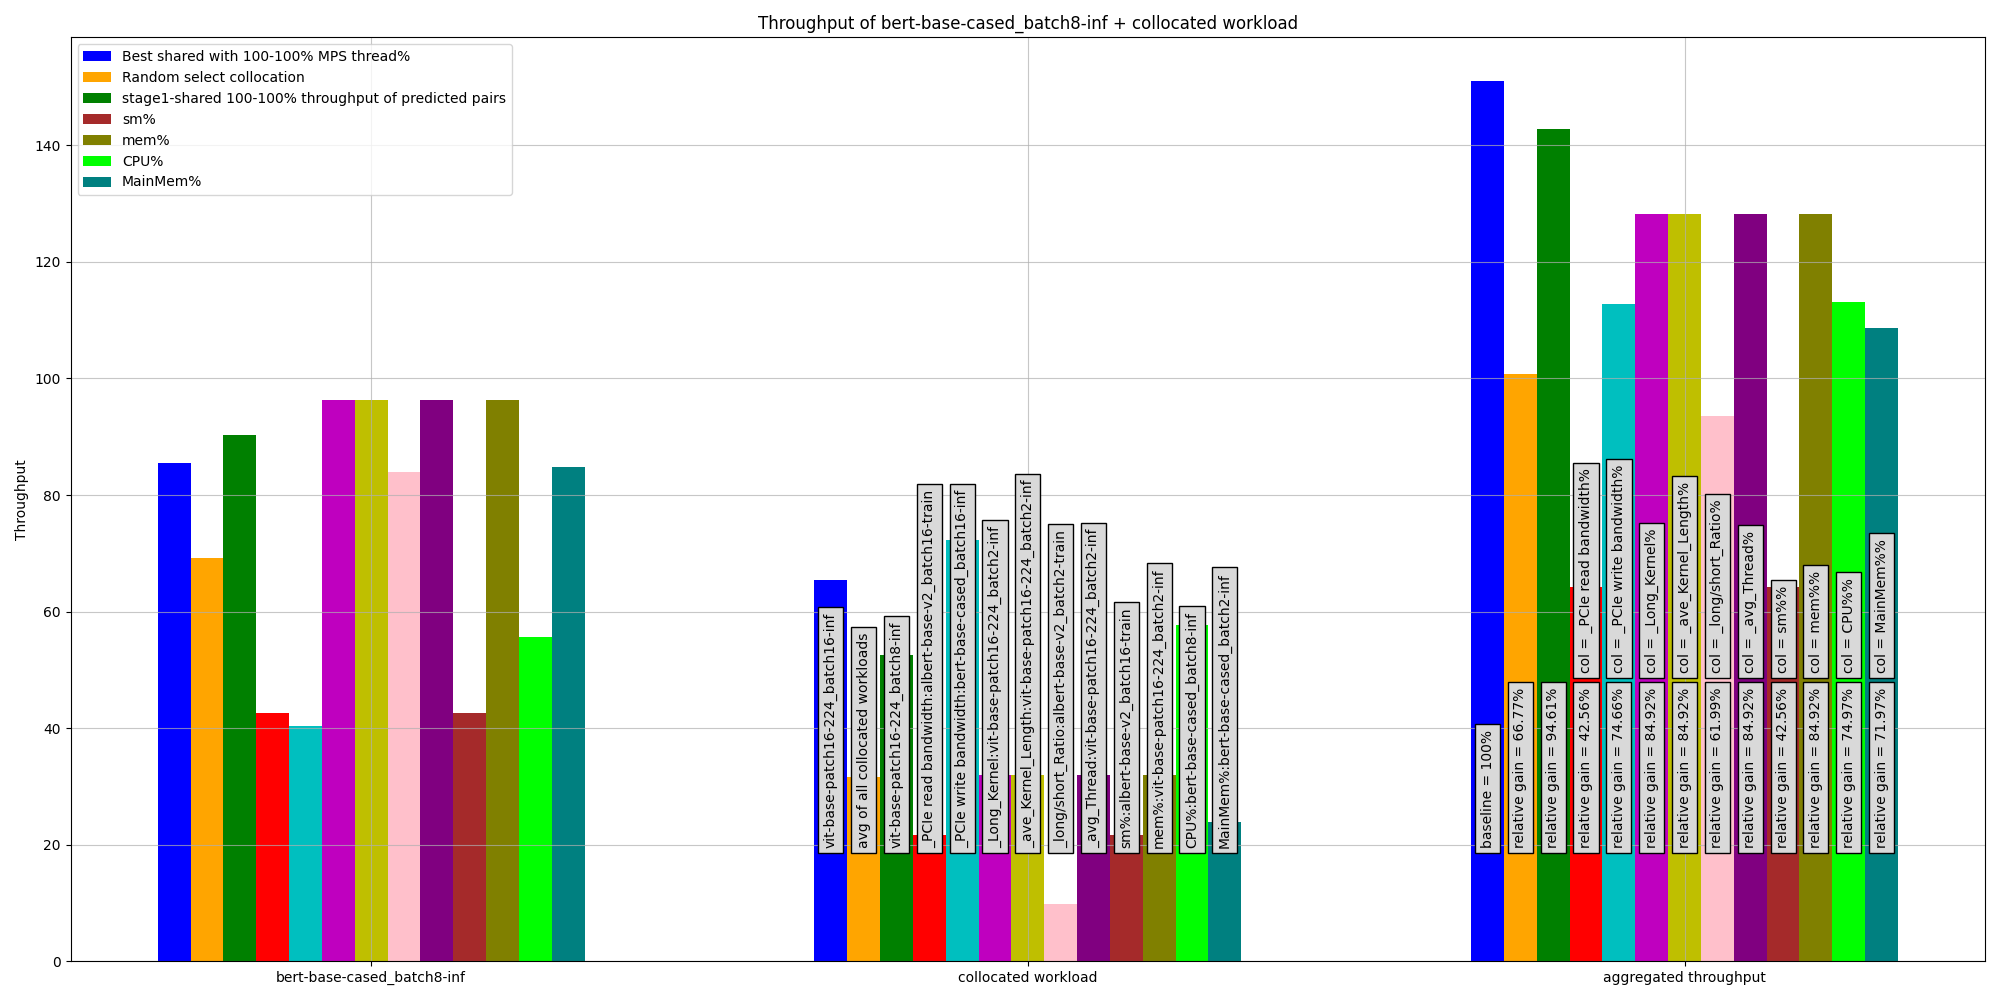 Throughput of bert-base-cased_batch8-inf + collocated workload
Best shared with 100-100% MPS thread%
Random select collocation
stage1-shared 100-100% throughput of predicted pairs
sm%
mem%
CPU%
MainMem%
Throughput
140
120
100
80
60
40
20
0
vit-base-patch16-224_batch16-inf
avg of all collocated workloads
vit-base-patch16-224_batch8-inf
_PCIe read bandwidth:albert-base-v2_batch16-train
_PCIe write bandwidth:bert-base-cased_batch16-inf
_Long_Kernel:vit-base-patch16-224_batch2-inf
_ave_Kernel_Length:vit-base-patch16-224_batch2-inf
_long/short_Ratio:albert-base-v2_batch2-train
_avg_Thread:vit-base-patch16-224_batch2-inf
sm%:albert-base-v2_batch16-train
mem%:vit-base-patch16-224_batch2-inf
CPU%:bert-base-cased_batch8-inf
MainMem%:bert-base-cased_batch2-inf
baseline = 100%
relative gain = 66.77%
relative gain = 94.61%
relative gain = 42.56%
col = _PCIe read bandwidth%
relative gain = 74.66%
col = _PCIe write bandwidth%
relative gain = 84.92%
col = _Long_Kernel%
relative gain = 84.92%
col = _ave_Kernel_Length%
relative gain = 61.99%
col = _long/short_Ratio%
relative gain = 84.92%
col = _avg_Thread%
relative gain = 42.56%
col = sm%%
relative gain = 84.92%
col = mem%%
relative gain = 74.97%
col = CPU%%
relative gain = 71.97%
col = MainMem%%
bert-base-cased_batch8-inf
collocated workload
aggregated throughput